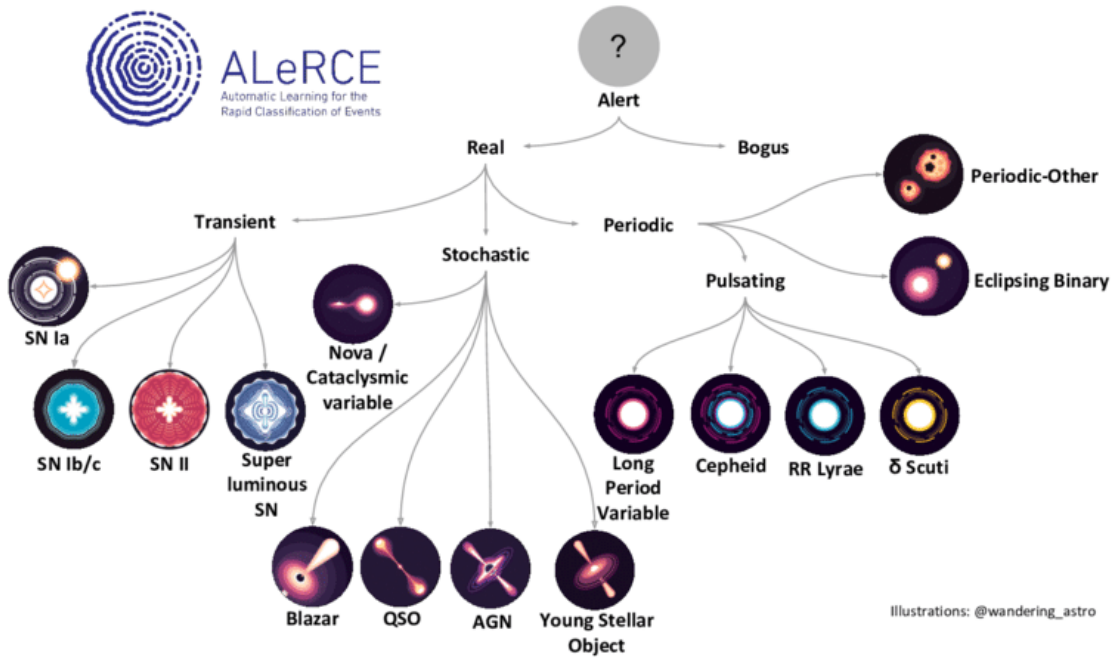 ALeRCE
Automatic Learning for the
Rapid Classification of Events
?
Alert
Real
Bogus
Periodic-Other
Transient
Periodic
Stochastic
Pulsating
Eclipsing Binary
SN Ia
Nova /
Cataclysmic
variable
SN Ib/c
SN II
Super
luminous
SN
Long
Period
Variable
Cepheid
RR Lyrae
δ Scuti
Blazar
QSO
AGN
Young Stellar
Object
Illustrations: @wandering_astro